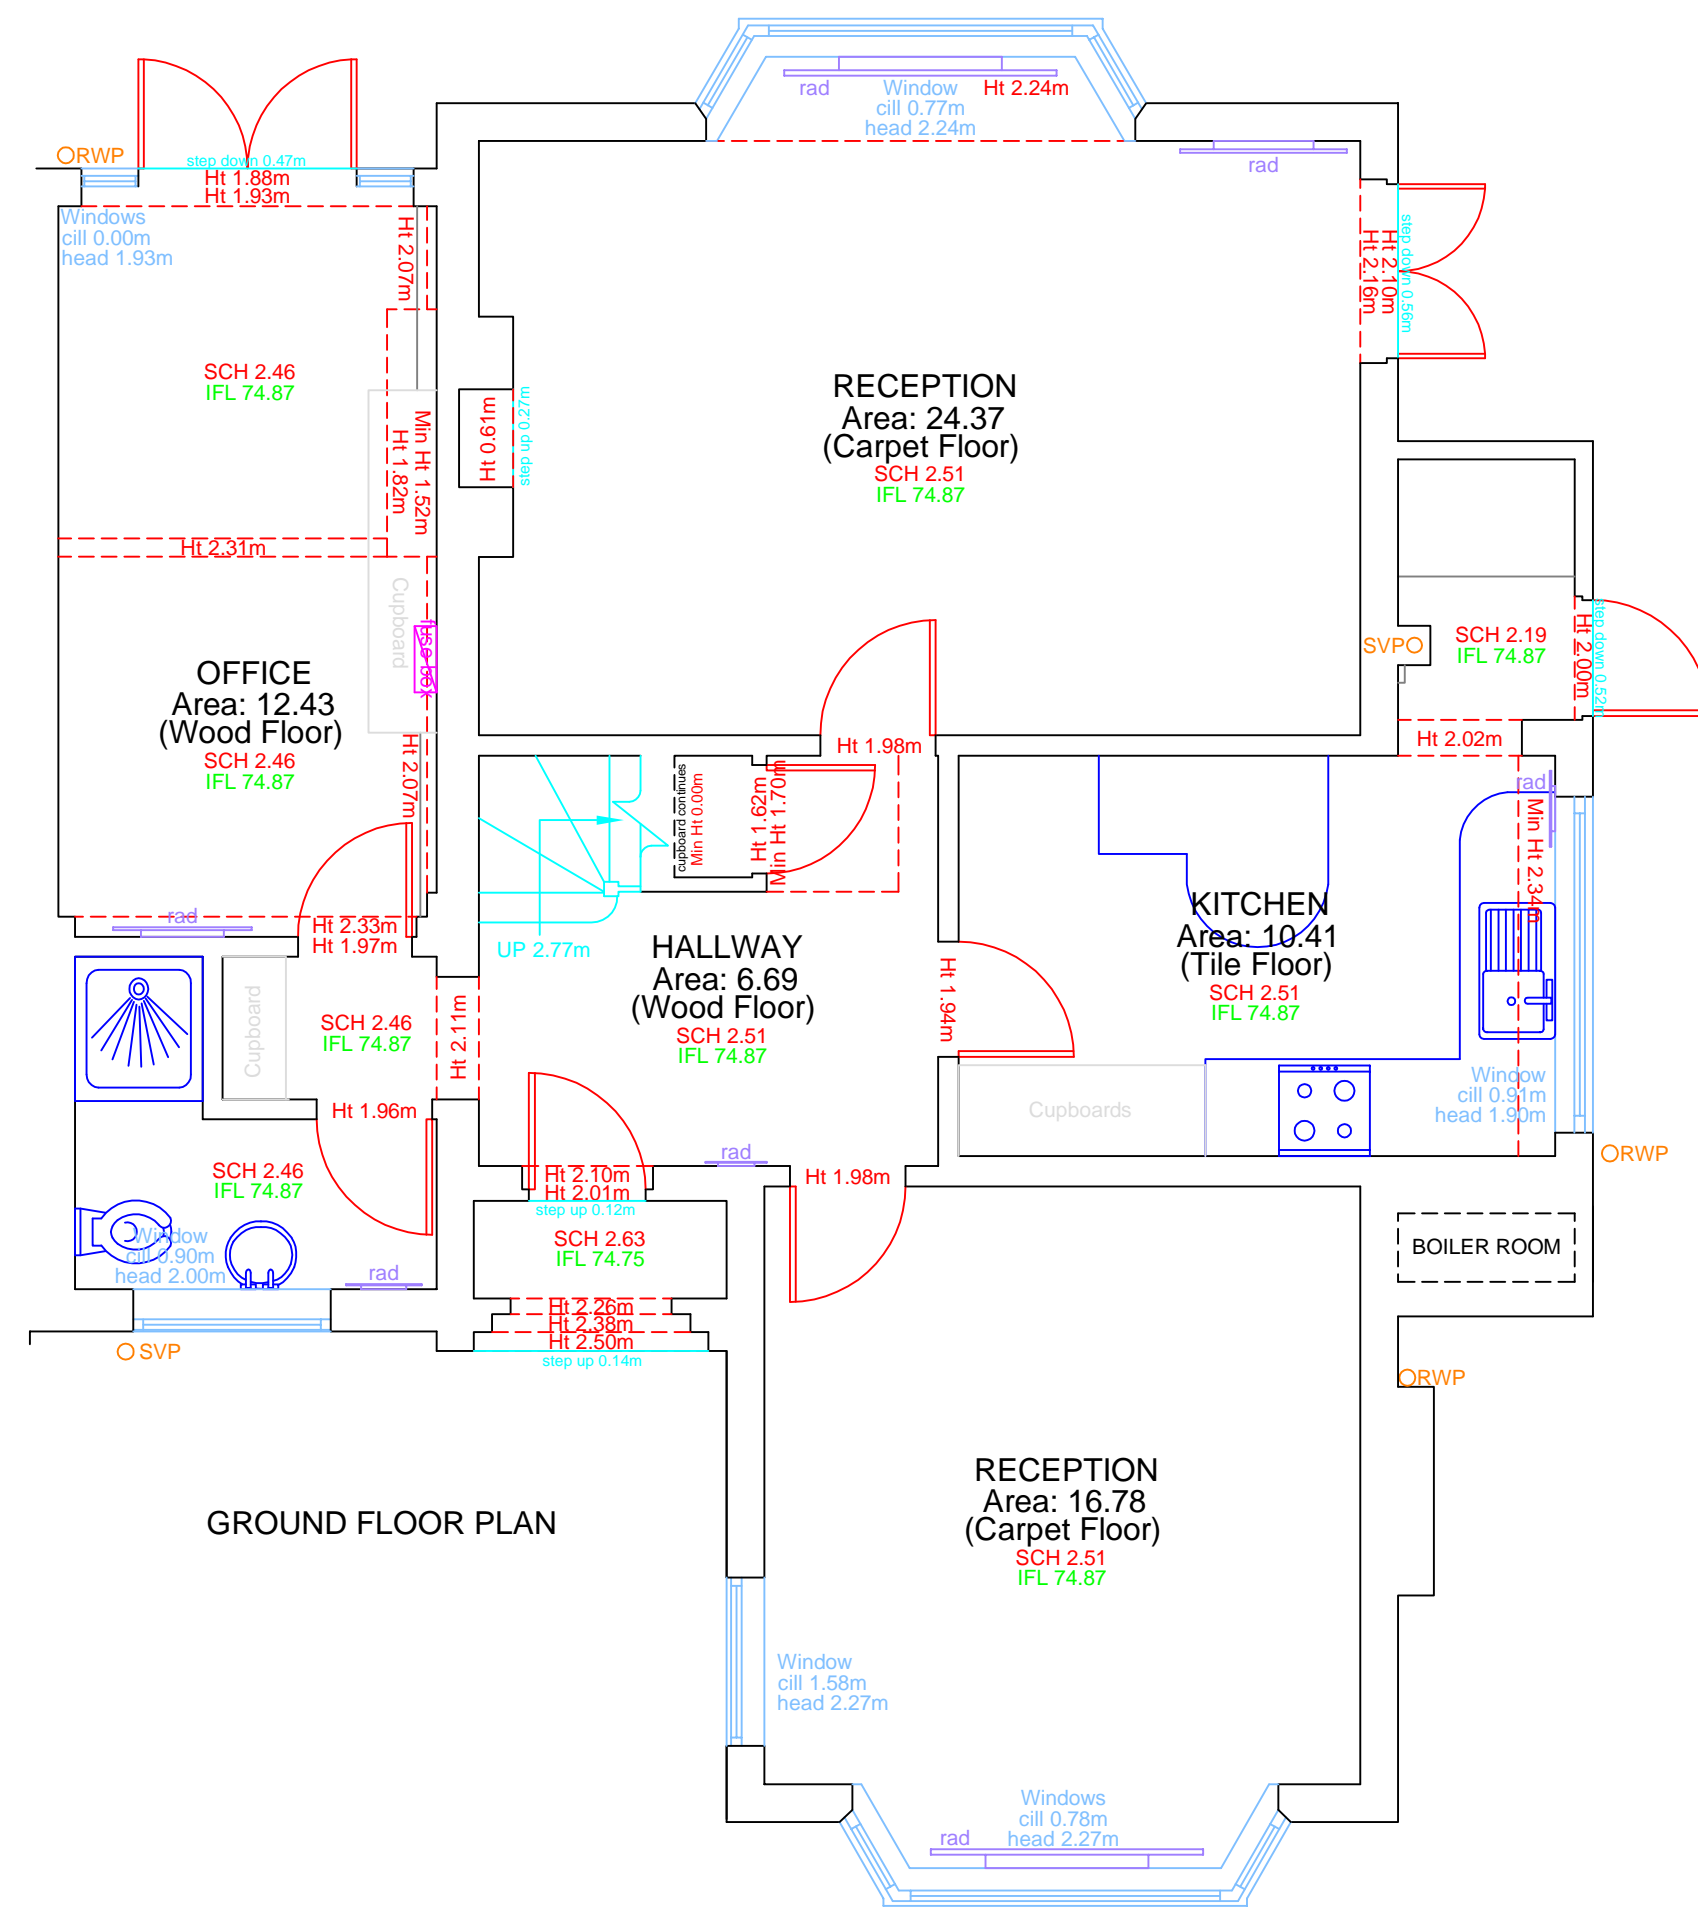 rad
Window
cill 0.77m
head 2.24m
Ht 2.24m
rad
RWP
step down 0.47m
Ht 1.88m
Ht 1.93m
Windows
cill 0.00m
head 1.93m
Ht 2.07m
SCH 2.46
IFL 74.87
Min Ht 1.52m
Ht 1.82m
Ht 2.31m
Cupboard
fuse box
OFFICE
Area: 12.43
(Wood Floor)
SCH 2.46
IFL 74.87
Ht 2.07m
rad
Ht 2.33m
Ht 1.97m
Ht 0.61m
step up 0.27m
RECEPTION
Area: 24.37
(Carpet Floor)
SCH 2.51
IFL 74.87
step down 0.56m
Ht 2.10m
Ht 2.16m
SVP
SCH 2.19
IFL 74.87
step down 0.52m
Ht 2.00m
Ht 2.02m
Ht 1.98m
cupboard continues
Min Ht 0.00m
Ht 1.62m
Min Ht 1.70m
UP 2.77m
HALLWAY
Area: 6.69
(Wood Floor)
SCH 2.51
IFL 74.87
Ht 1.94m
rad
Min Ht 2.34m
KITCHEN
Area: 10.41
(Tile Floor)
SCH 2.51
IFL 74.87
Cupboards
Window
cill 0.91m
head 1.90m
RWP
Cupboard
SCH 2.46
IFL 74.87
Ht 2.11m
Ht 1.96m
SCH 2.46
IFL 74.87
Window
cill 0.90m
head 2.00m
rad
SVP
rad
Ht 2.10m
Ht 2.01m
step up 0.12m
SCH 2.63
IFL 74.75
Ht 2.26m
Ht 2.38m
Ht 2.50m
step up 0.14m
Ht 1.98m
BOILER ROOM
RWP
GROUND FLOOR PLAN
RECEPTION
Area: 16.78
(Carpet Floor)
SCH 2.51
IFL 74.87
Window
cill 1.58m
head 2.27m
Windows
cill 0.78m
head 2.27m
rad